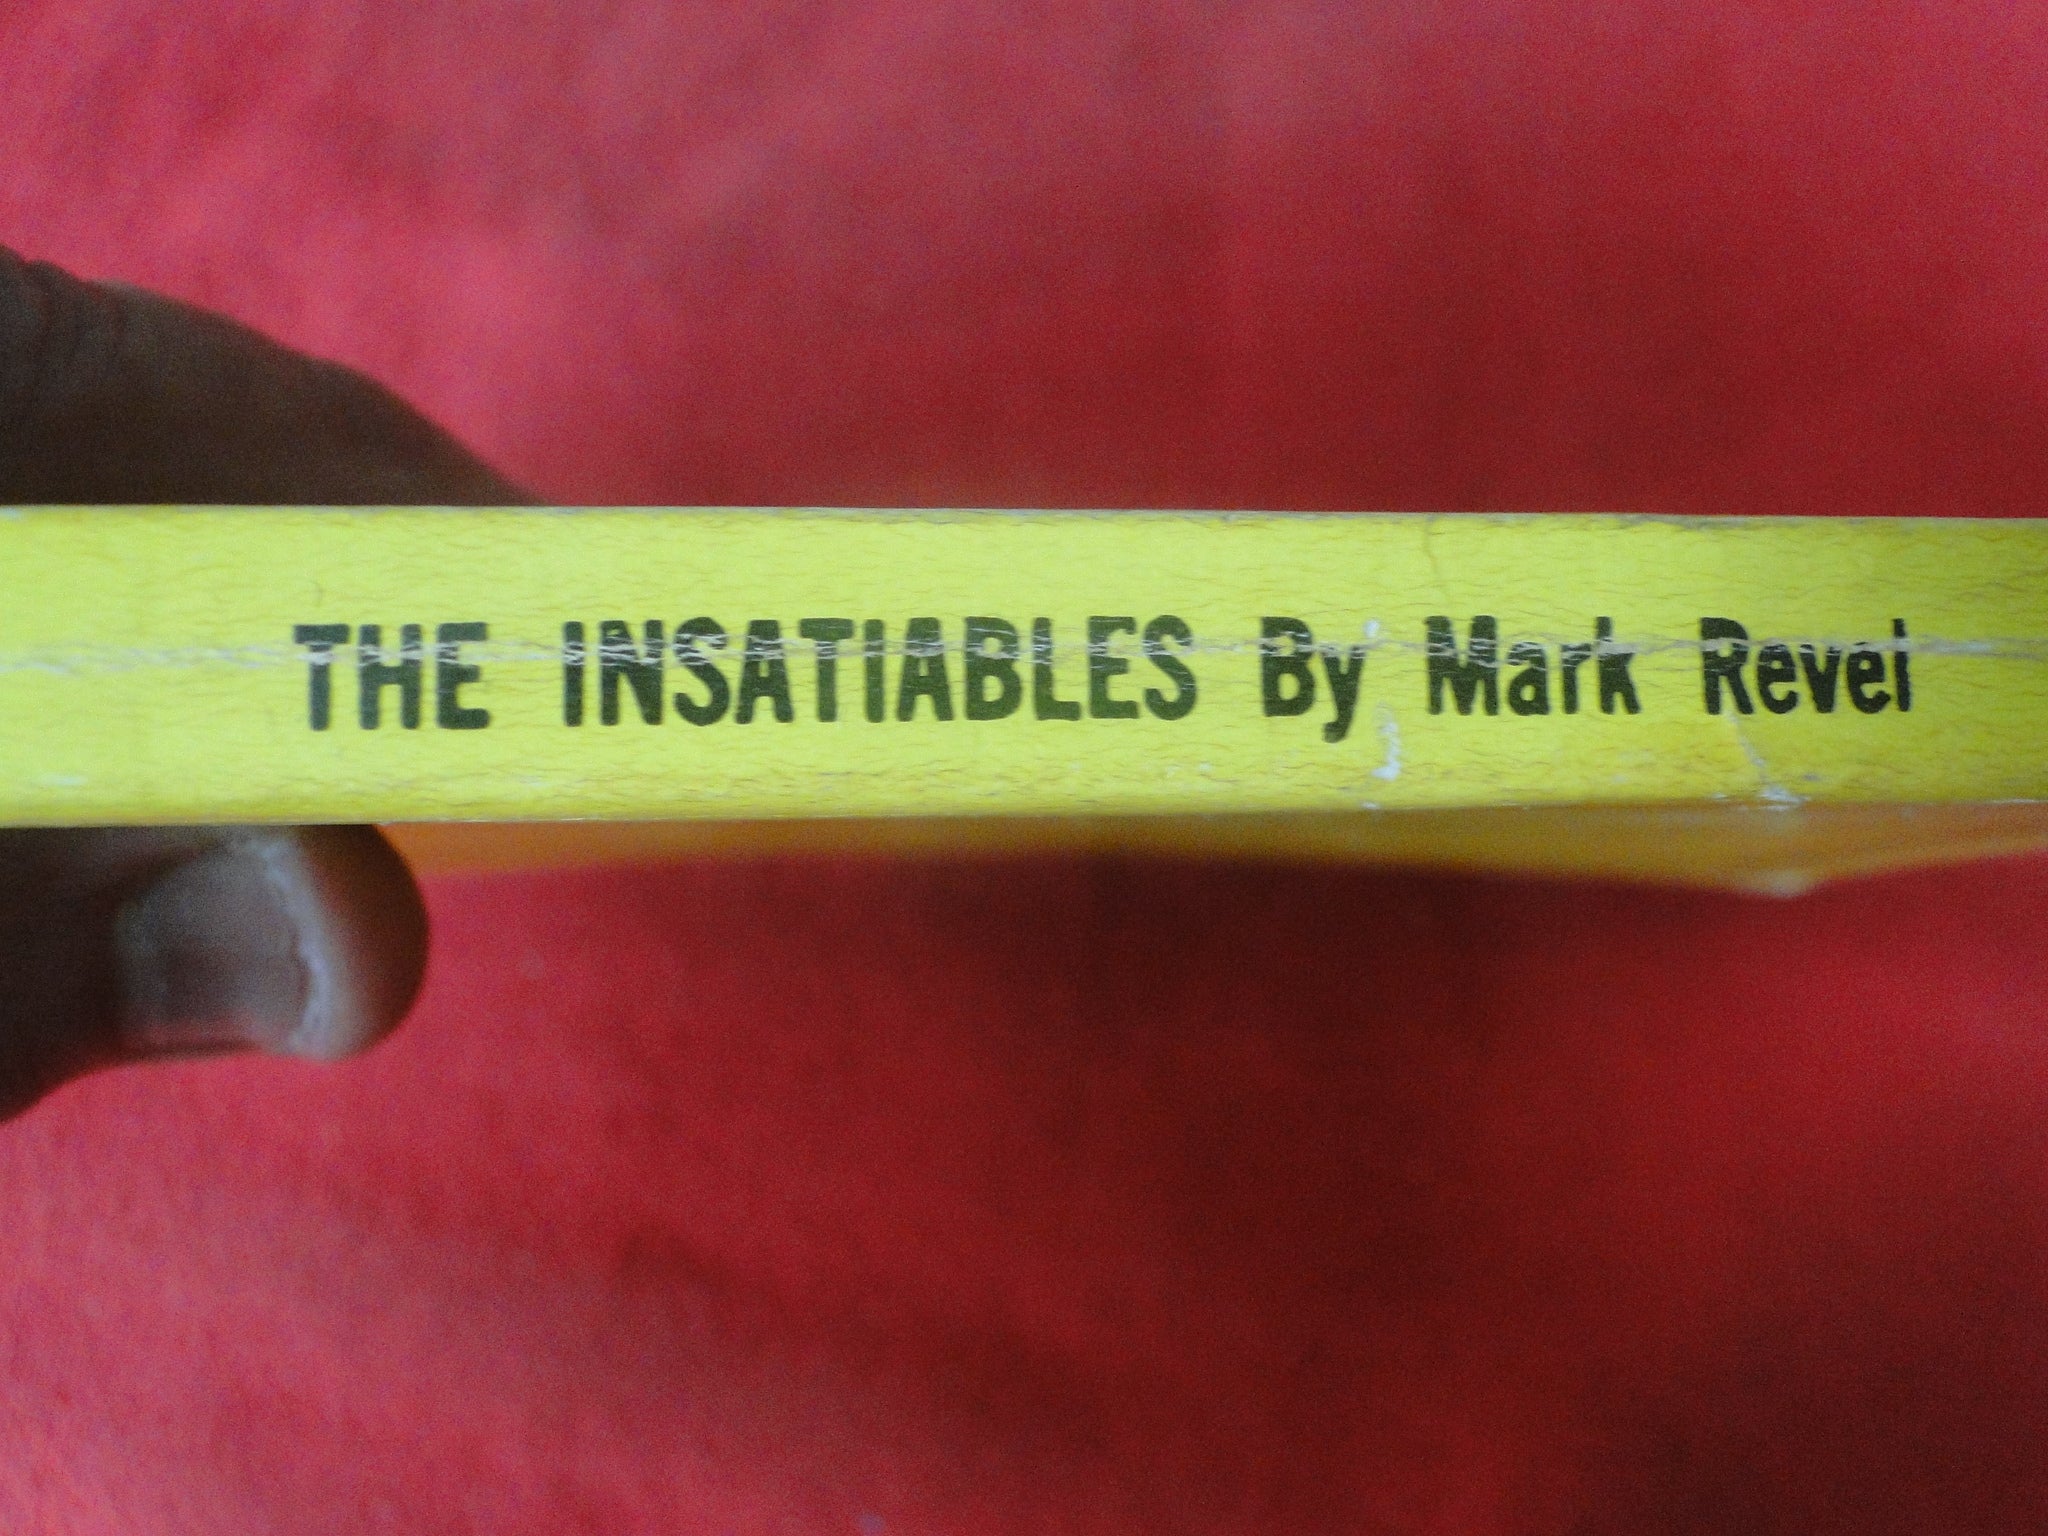 THE INSATIABLES By Mark Revel